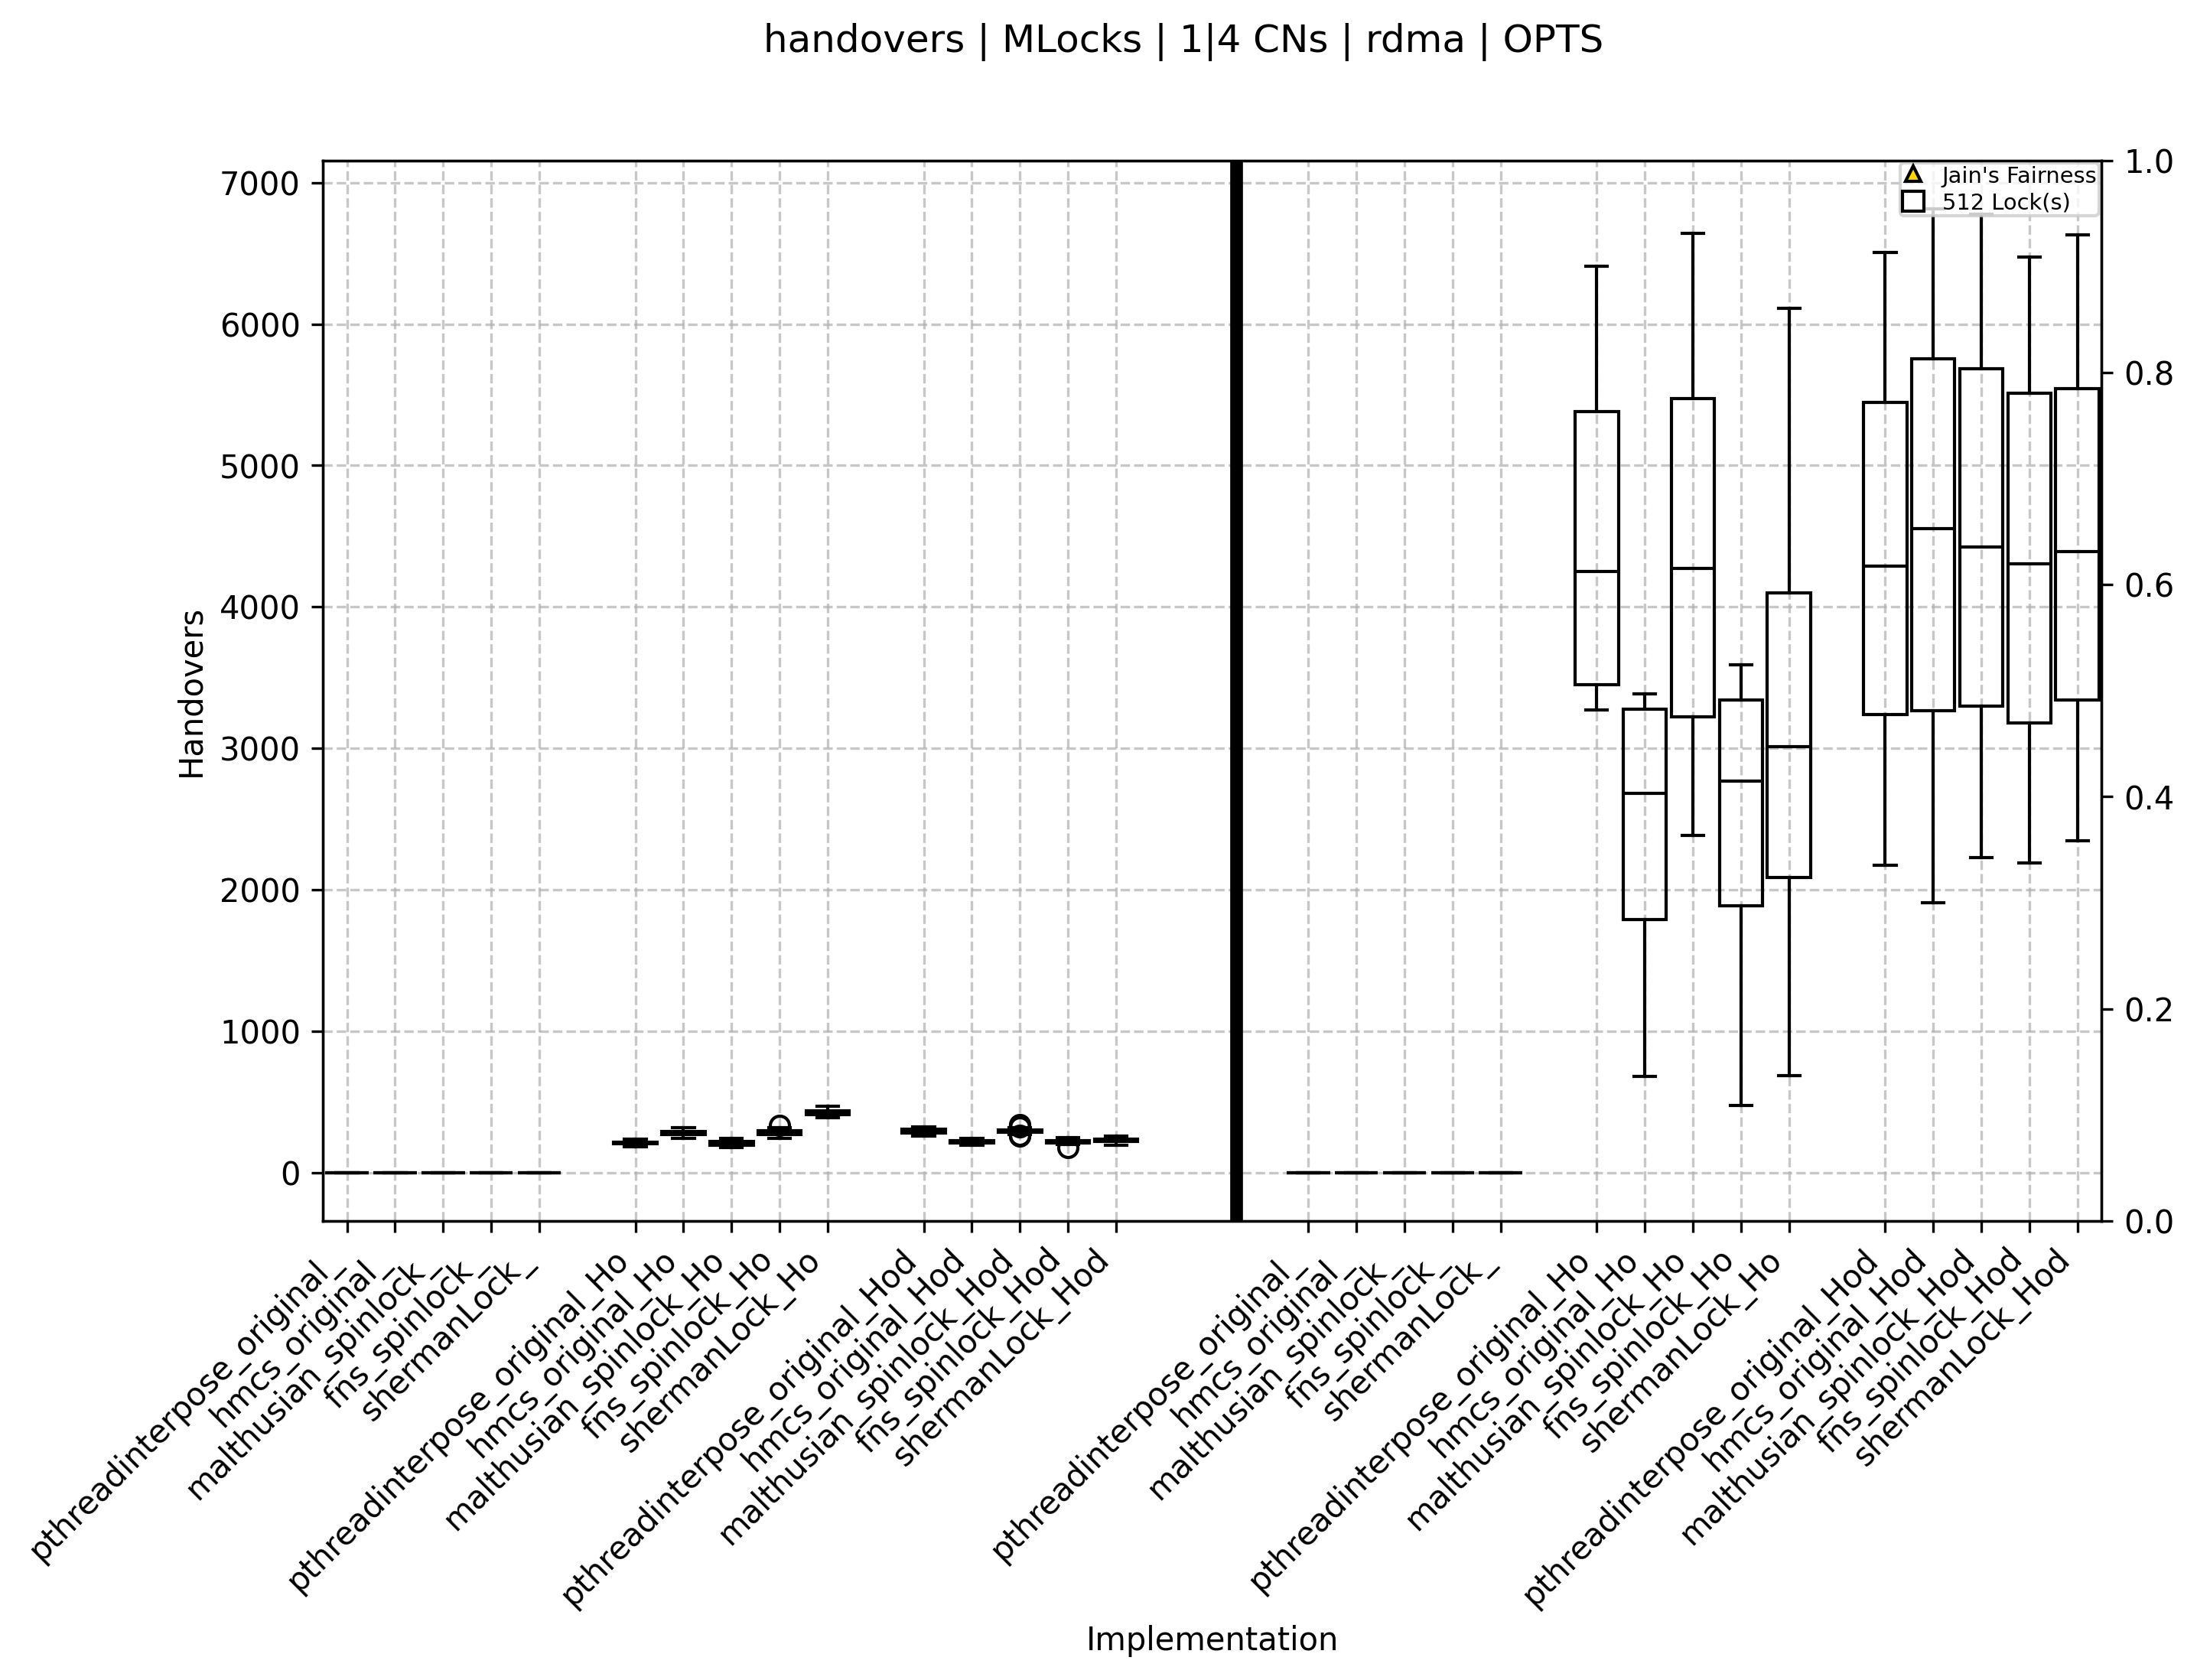 handovers | MLocks | 1|4 CNs | rdma | OPTS
Jain's Fairness
512 Lock(s)
Handovers
7000
6000
5000
4000
3000
2000
1000
0
1.0
0.8
0.6
0.4
0.2
0.0
pthreadinterpose_original_
hmcs_original_
malthusian_spinlock_
fns_spinlock_
shermanLock_
pthreadinterpose_original_Ho
hmcs_original_Ho
malthusian_spinlock_Ho
fns_spinlock_Ho
shermanLock_Ho
pthreadinterpose_original_Hod
hmcs_original_Hod
malthusian_spinlock_Hod
fns_spinlock_Hod
shermanLock_Hod
pthreadinterpose_original_
hmcs_original_
malthusian_spinlock_
fns_spinlock_
shermanLock_
pthreadinterpose_original_Ho
hmcs_original_Ho
malthusian_spinlock_Ho
fns_spinlock_Ho
shermanLock_Ho
pthreadinterpose_original_Hod
hmcs_original_Hod
malthusian_spinlock_Hod
fns_spinlock_Hod
shermanLock_Hod
Implementation